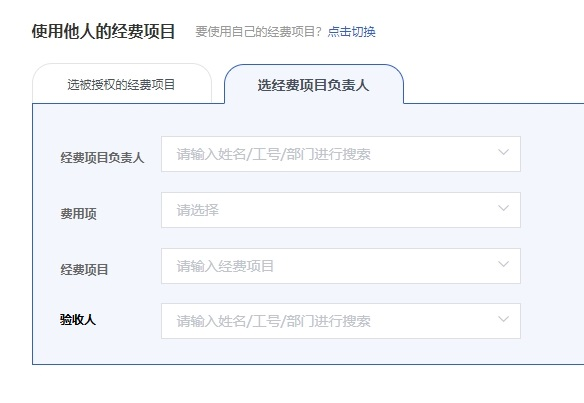 使用他人的经费项目 要使用自己的经费项目？点击切换
选被授权的经费项目 选经费项目负责人
经费项目负责人 请输入姓名/工号/部门进行搜索
费用项 请选择
经费项目 请输入经费项目
验收人 请输入姓名/工号/部门进行搜索